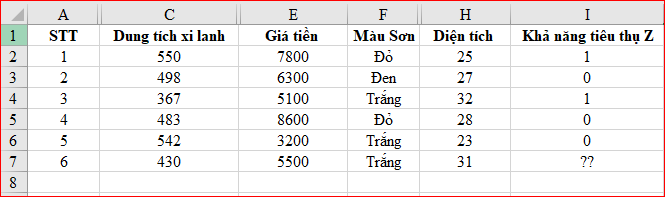 A C E F H I
1 STT Dung tích xi lanh Giá tiền Màu Sơn Diện tích Khả năng tiêu thụ Z
2 1 550 7800 Đỏ 25 1
3 2 498 6300 Đen 27 0
4 3 367 5100 Trắng 32 1
5 4 483 8600 Đỏ 28 0
6 5 542 3200 Trắng 23 0
7 6 430 5500 Trắng 31 ??
8